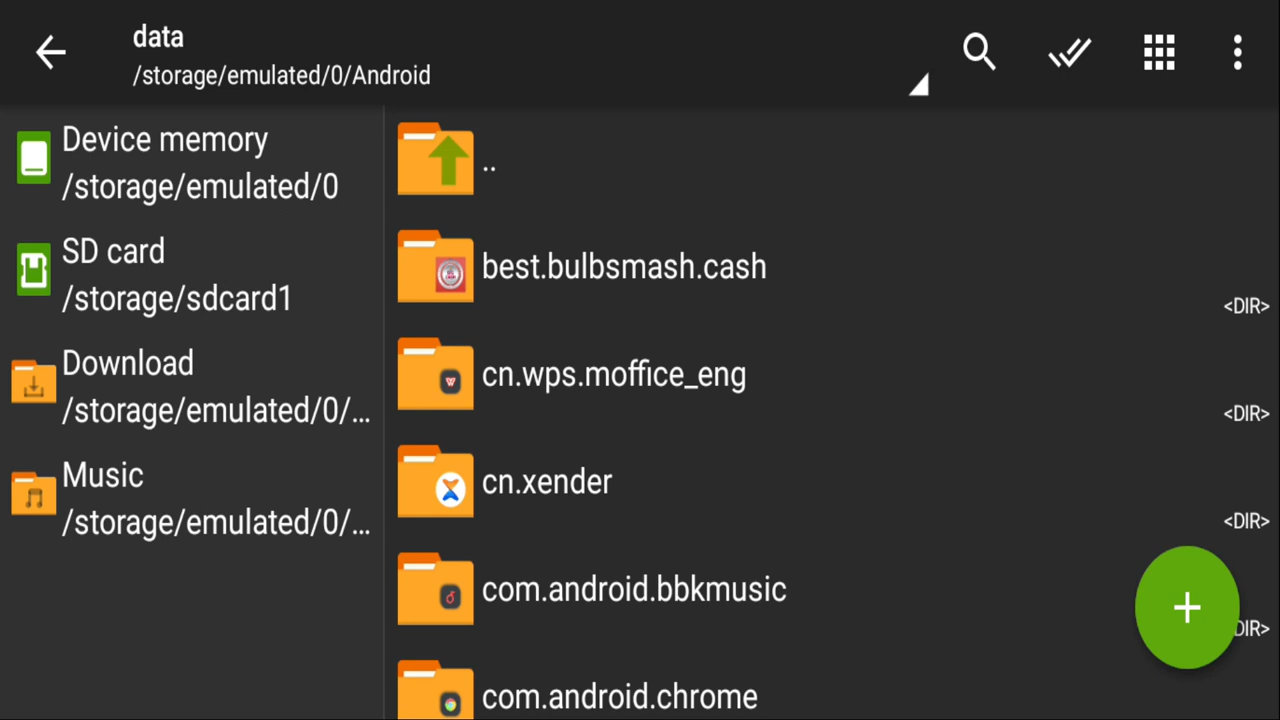 data
/storage/emulated/0/Android
Device memory
/storage/emulated/0
SD card
/storage/sdcard1
Download
/storage/emulated/0/...
Music
/storage/emulated/0/...
..
best.bulbsmash.cash
<DIR>
cn.wps.moffice_eng
<DIR>
cn.xender
<DIR>
com.android.bbkmusic
DIR>
com.android.chrome